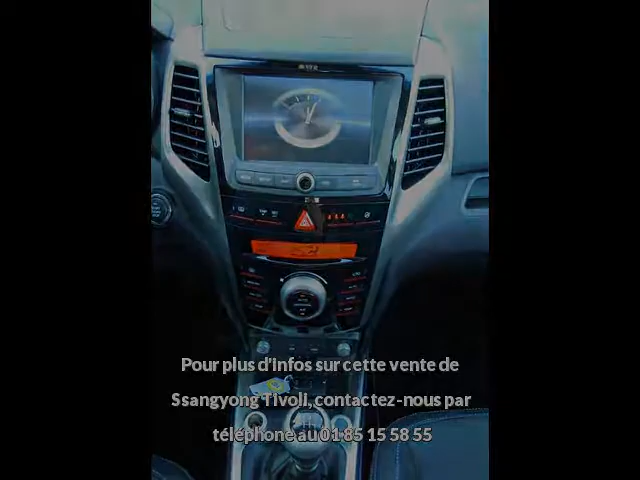 Pour plus d'infos sur cette vente de
Ssangyong Tivoli, contactez-nous par
téléphone au 01 85 15 58 55